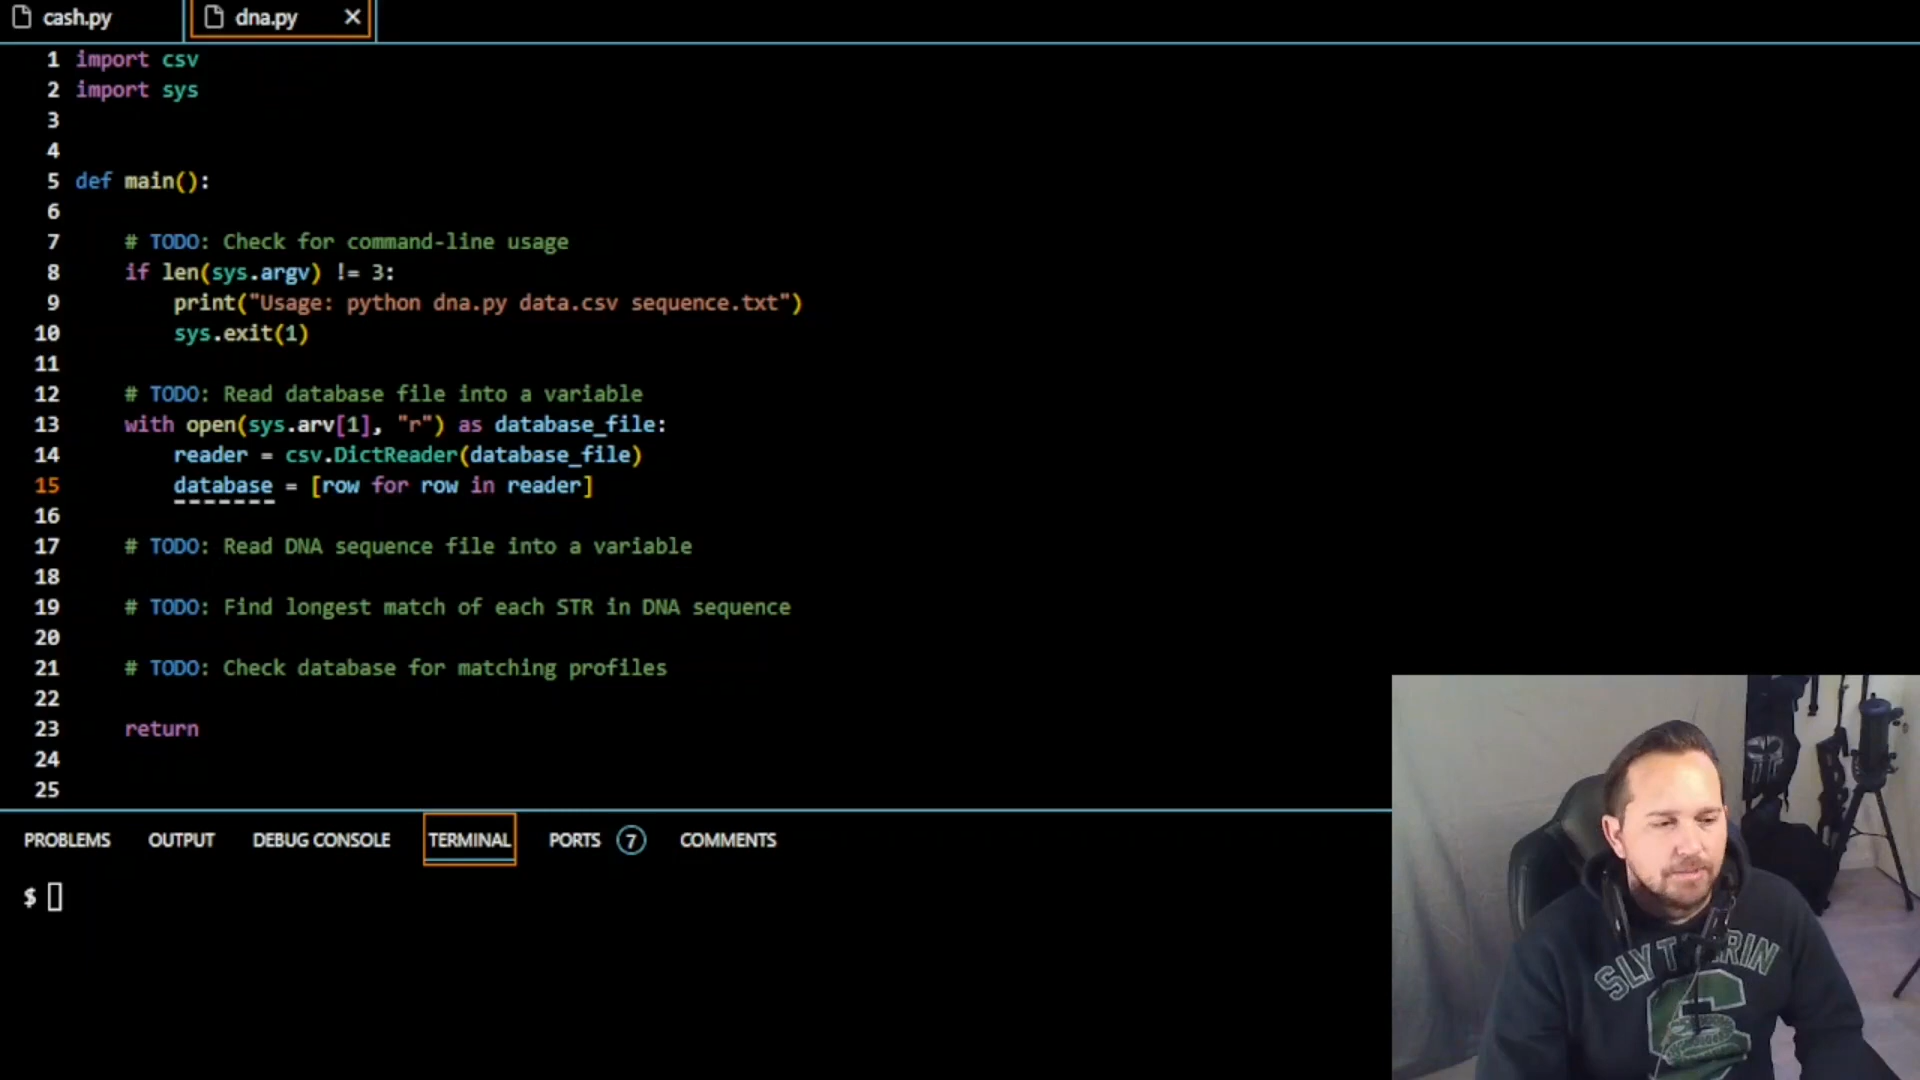 cash.py dna.py
1 import csv
2 import sys
3
4
5 def main():
6
7 # TODO: Check for command-line usage
8 if len(sys.argv) != 3:
9 print("Usage: python dna.py data.csv sequence.txt")
10 sys.exit(1)
11
12 # TODO: Read database file into a variable
13 with open(sys.arv[1], "r") as database_file:
14 reader = csv.DictReader(database_file)
15 database = [row for row in reader]
16
17 # TODO: Read DNA sequence file into a variable
18
19 # TODO: Find longest match of each STR in DNA sequence
20
21 # TODO: Check database for matching profiles
22
23 return
24
25
PROBLEMS OUTPUT DEBUG CONSOLE TERMINAL PORTS 7 COMMENTS
$
SLYTHERIN
S